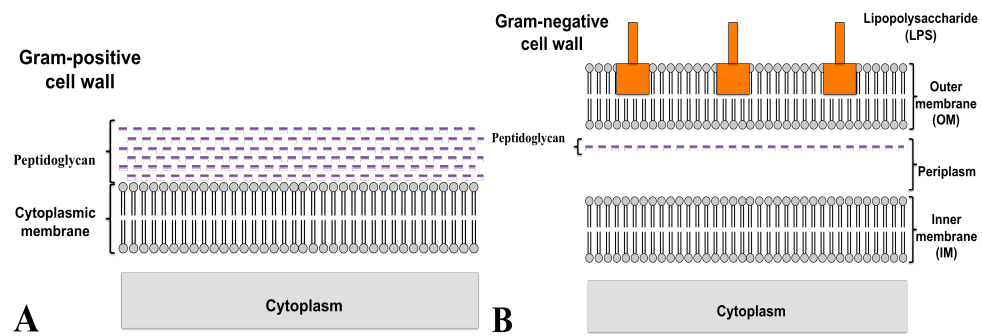 Gram-positive
cell wall
Peptidoglycan
Cytoplasmic
membrane
Cytoplasm
A
Gram-negative
cell wall
Lipopolysaccharide
(LPS)
Outer
membrane
(OM)
Peptidoglycan
Periplasm
Inner
membrane
(IM)
Cytoplasm
B